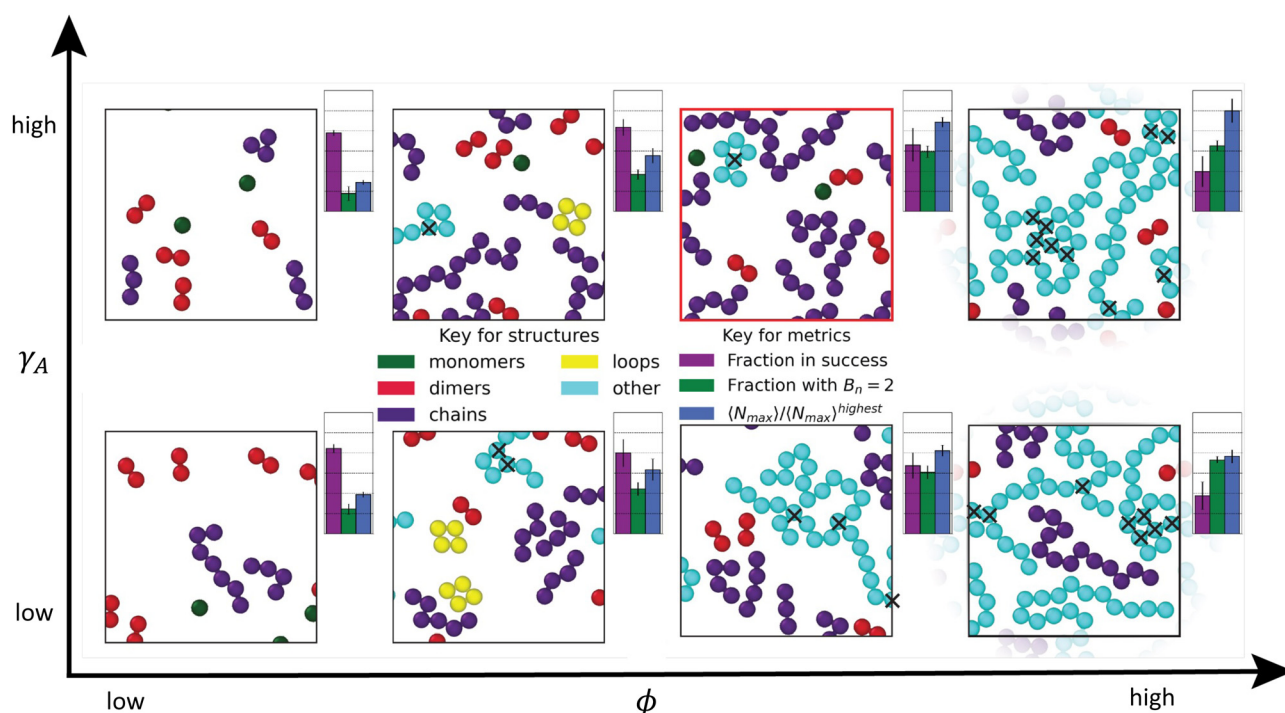 high
γ_A
Key for structures
monomers
dimers
chains
loops
other
Key for metrics
Fraction in success
Fraction with B_n = 2
⟨N_max⟩/⟨N_max⟩^highest
low
low
ϕ
high